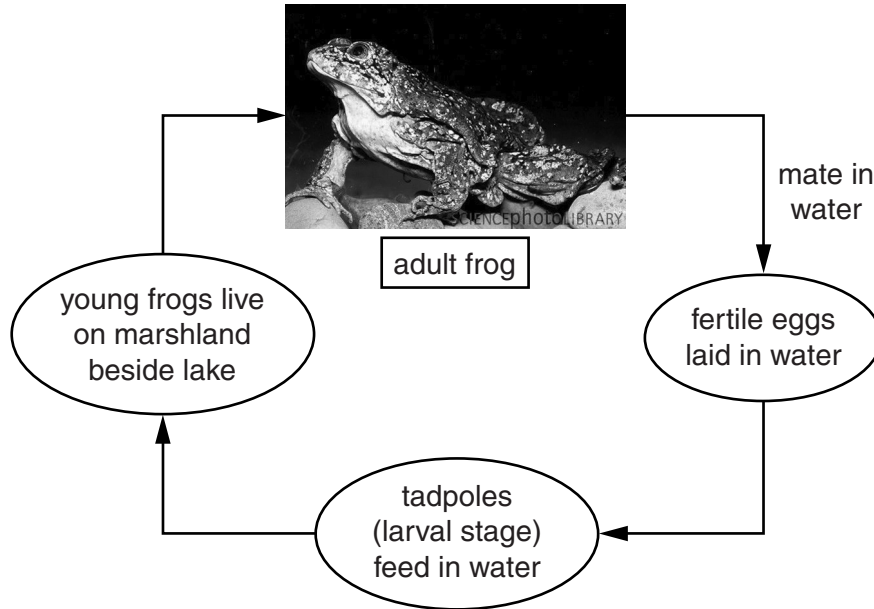 SCIENCEphotoLIBRARY
adult frog
mate in
water
fertile eggs
laid in water
tadpoles
(larval stage)
feed in water
young frogs live
on marshland
beside lake